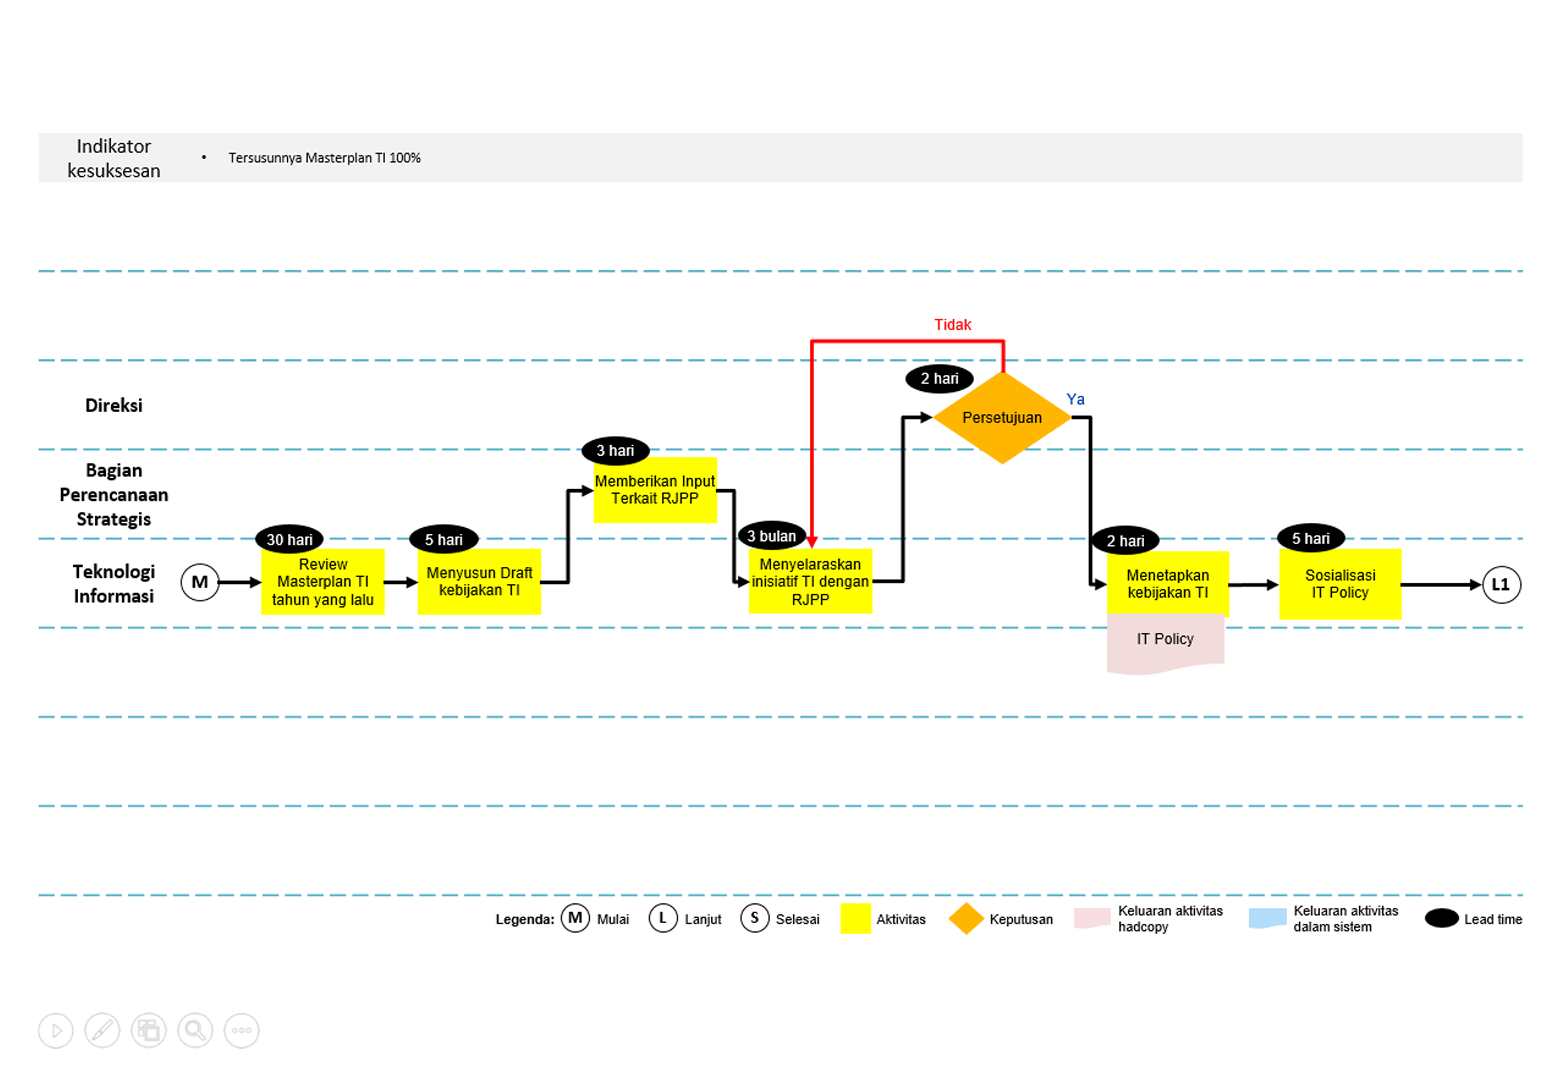 Indikator
kesuksesan
• Tersusunnya Masterplan TI 100%
Tidak
2 hari
Direksi
Persetujuan
Ya
3 hari
Bagian
Perencanaan
Strategis
Memberikan Input
Terkait RJPP
30 hari
5 hari
3 bulan
2 hari
5 hari
Teknologi
Informasi
M
Review
Masterplan TI
tahun yang lalu
Menyusun Draft
kebijakan TI
Menyelaraskan
inisiatif TI dengan
RJPP
Menetapkan
kebijakan TI
Sosialisasi
IT Policy
L1
IT Policy
Legenda:
M Mulai
L Lanjut
S Selesai
Aktivitas
Keputusan
Keluaran aktivitas
hadcopy
Keluaran aktivitas
dalam sistem
Lead time